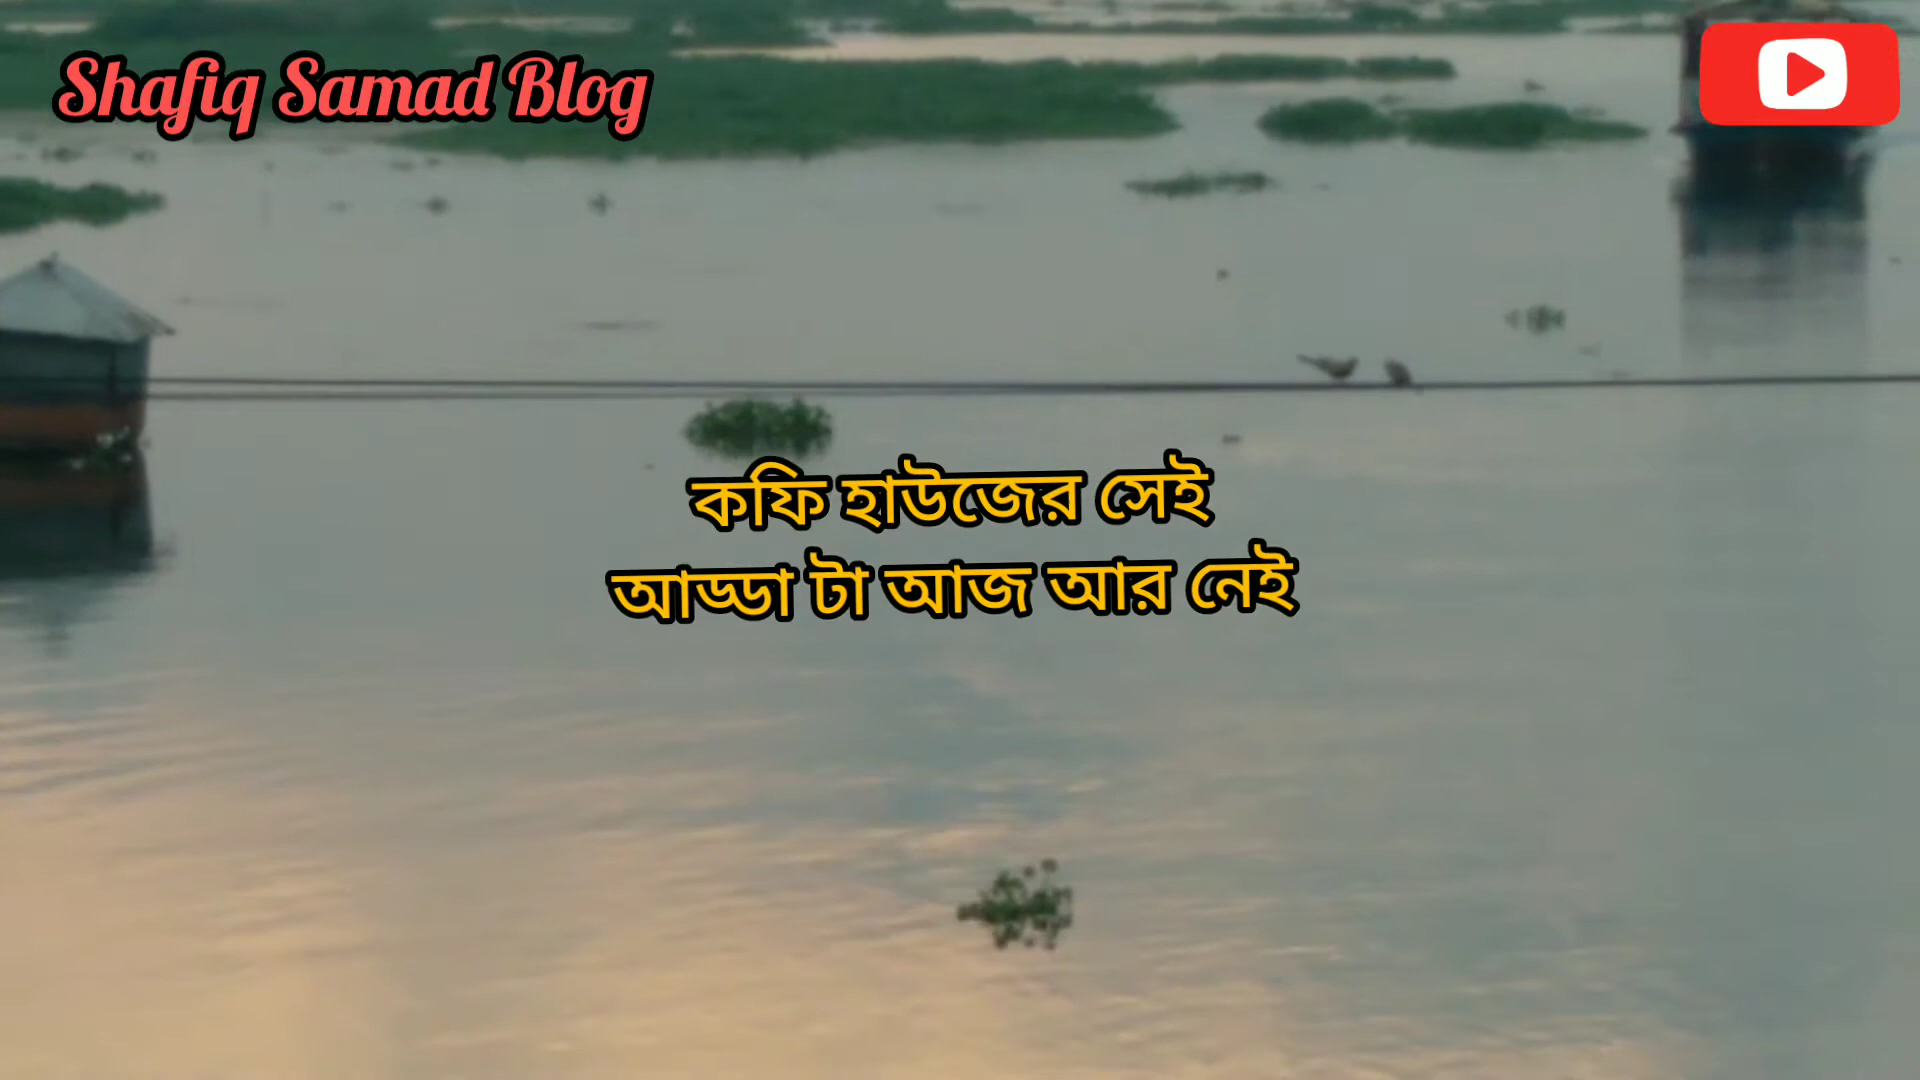 Shafiq Samad Blog
কফি হাউজের সেই
আড্ডা টা আজ আর নেই